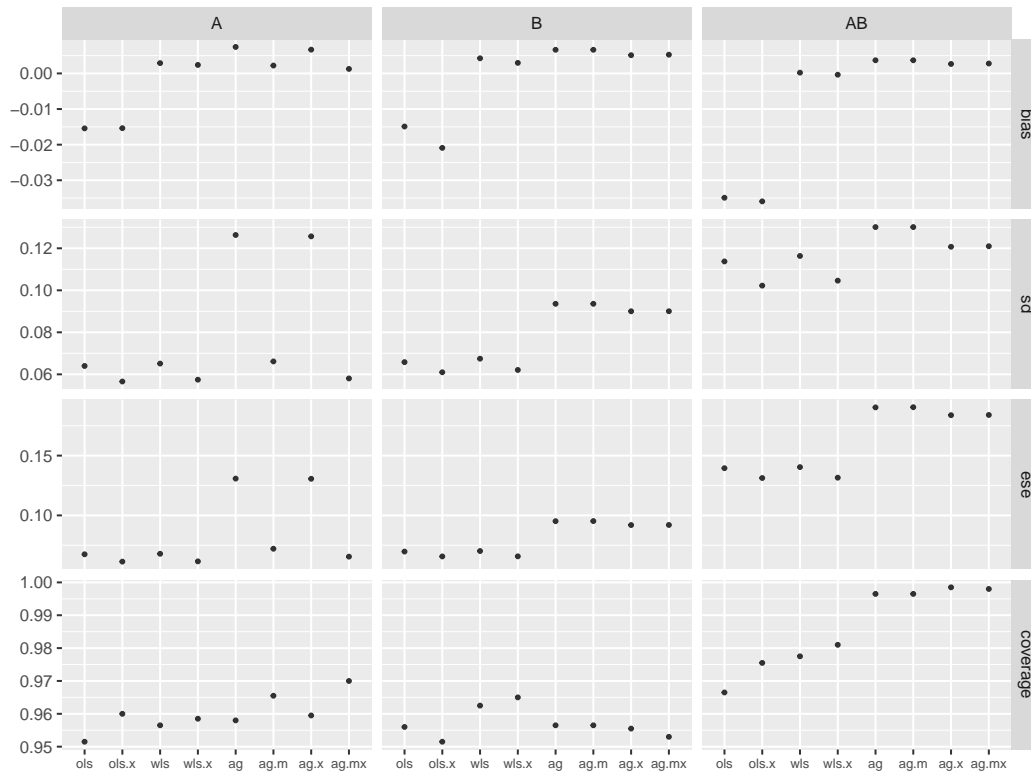 A B AB
0.00
−0.01
−0.02
−0.03
bias
0.12
0.10
0.08
0.06
sd
0.15
0.10
ese
1.00
0.99
0.98
0.97
0.96
0.95
coverage
ols ols.x wls wls.x ag ag.m ag.x ag.mx ols ols.x wls wls.x ag ag.m ag.x ag.mx ols ols.x wls wls.x ag ag.m ag.x ag.mx